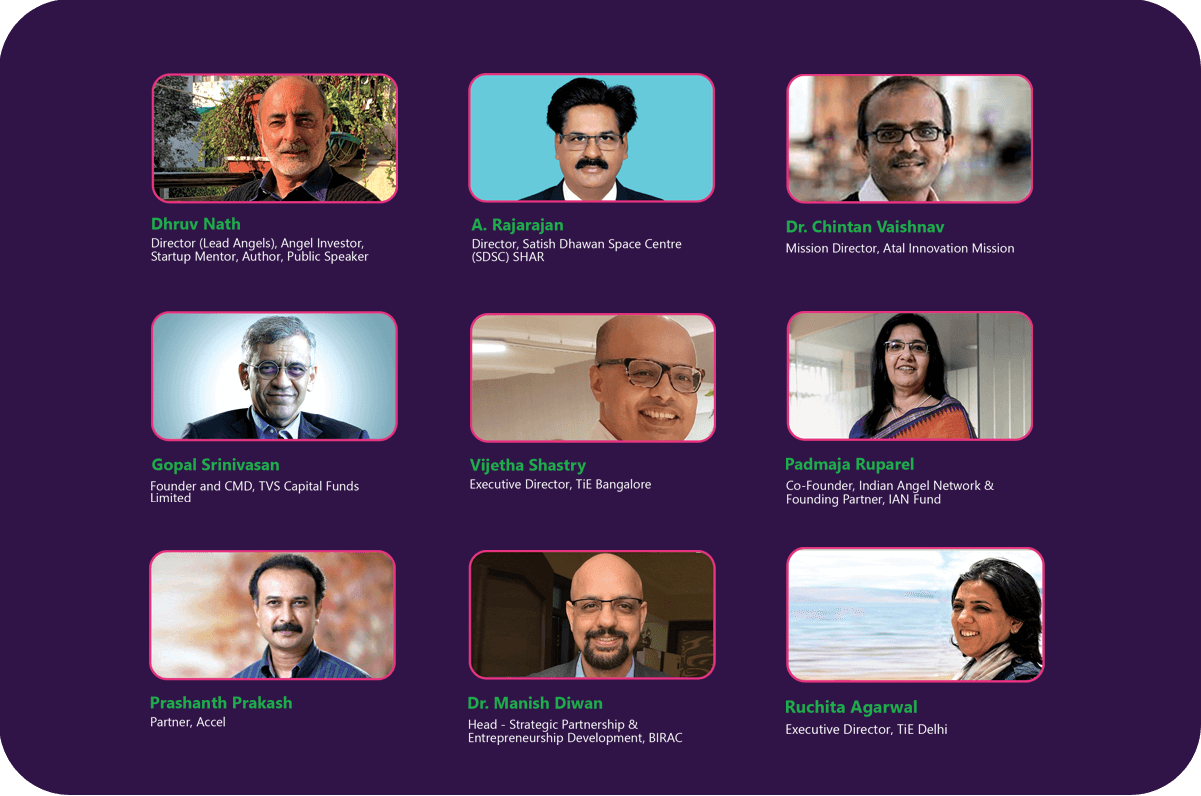 Dhruv Nath
Director (Lead Angels), Angel Investor,
Startup Mentor, Author, Public Speaker
A. Rajarajan
Director, Satish Dhawan Space Centre
(SDSC) SHAR
Dr. Chintan Vaishnav
Mission Director, Atal Innovation Mission
Gopal Srinivasan
Founder and CMD, TVS Capital Funds
Limited
Vijetha Shastry
Executive Director, TiE Bangalore
Padmaja Ruparel
Co-Founder, Indian Angel Network &
Founding Partner, IAN Fund
Prashanth Prakash
Partner, Accel
Dr. Manish Diwan
Head - Strategic Partnership &
Entrepreneurship Development, BIRAC
Ruchita Agarwal
Executive Director, TiE Delhi